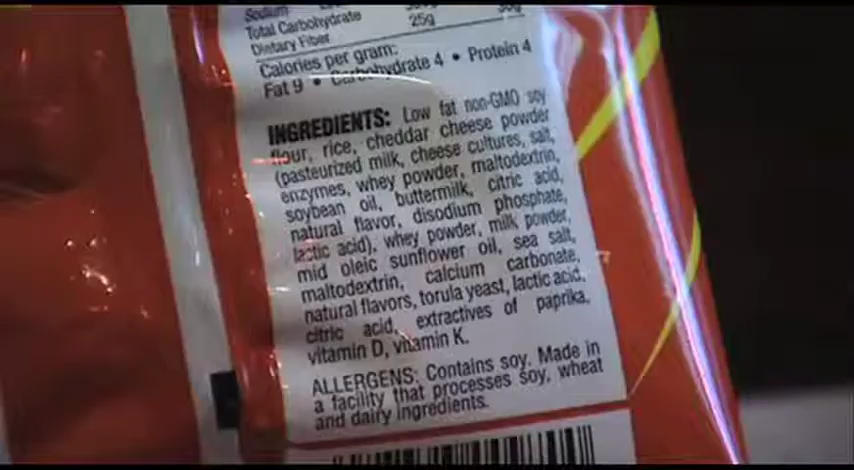 Sodium
Total Carbohydrate 25g
Dietary Fiber
Calories per gram:
Fat 9 • Carbohydrate 4 • Protein 4
INGREDIENTS: Low fat non-GMO soy
flour, rice, cheddar cheese powder
(pasteurized milk, cheese cultures, salt,
enzymes, whey powder, maltodextrin,
soybean oil, buttermilk, citric acid,
natural flavor, disodium phosphate,
lactic acid), whey powder, milk powder,
mid oleic sunflower oil, sea salt,
maltodextrin, calcium carbonate,
natural flavors, torula yeast, lactic acid,
citric acid, extractives of paprika,
vitamin D, vitamin K.
ALLERGENS: Contains soy. Made in
a facility that processes soy, wheat
and dairy ingredients.